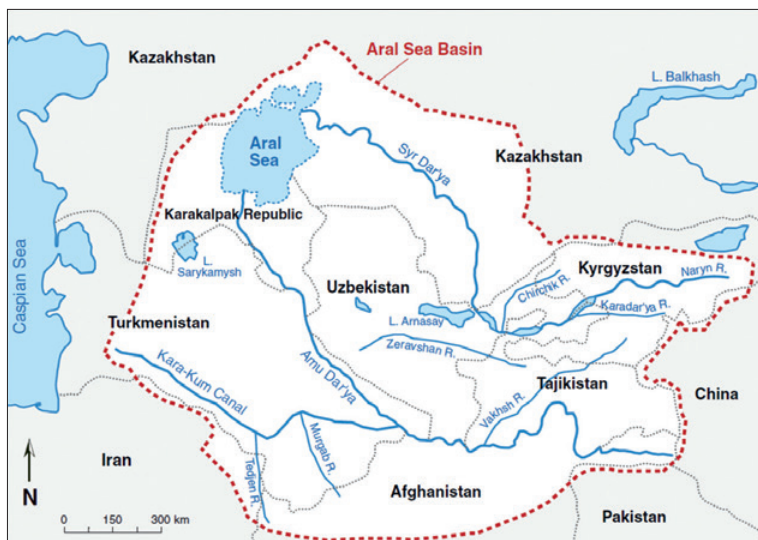 Kazakhstan
Aral Sea Basin
L. Balkhash
Aral
Sea
Syr Dar'ya
Kazakhstan
Karakalpak Republic
L.
Sarykamysh
Caspian Sea
Uzbekistan
Chirchik R.
Kyrgyzstan
Naryn R.
Karadar'ya R.
L. Arnasay
Turkmenistan
Zeravshan R.
Kara-Kum Canal
Amu Dar'ya
Vakhsh R.
Tajikistan
China
Iran
Tedjen R.
Murgab R.
Afghanistan
Pakistan
N
0 150 300 km